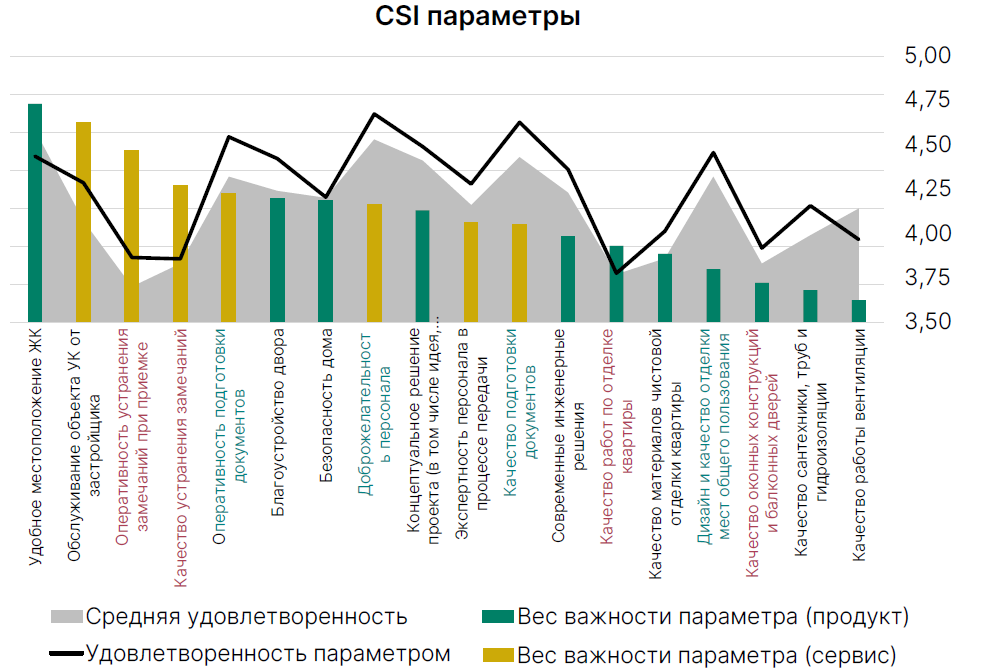 CSI параметры
5,00
4,75
4,50
4,25
4,00
3,75
3,50
Удобное местоположение ЖК
Обслуживание объекта УК от
застройщика
Оперативность устранения
замечаний при приемке
Качество устранения замечаний
Оперативность подготовки
документов
Благоустройство двора
Безопасность дома
Доброжелательност
ь персонала
Концептуальное решение
проекта (в том числе идея,...
Экспертность персонала в
процессе передачи
Качество подготовки
документов
Современные инженерные
решения
Качество работ по отделке
квартиры
Качество материалов чистовой
отделки квартиры
Дизайн и качество отделки
мест общего пользования
Качество оконных конструкций
и балконных дверей
Качество сантехники, труб и
гидроизоляции
Качество работы вентиляции
Средняя удовлетворенность
Вес важности параметра (продукт)
Удовлетворенность параметром
Вес важности параметра (сервис)